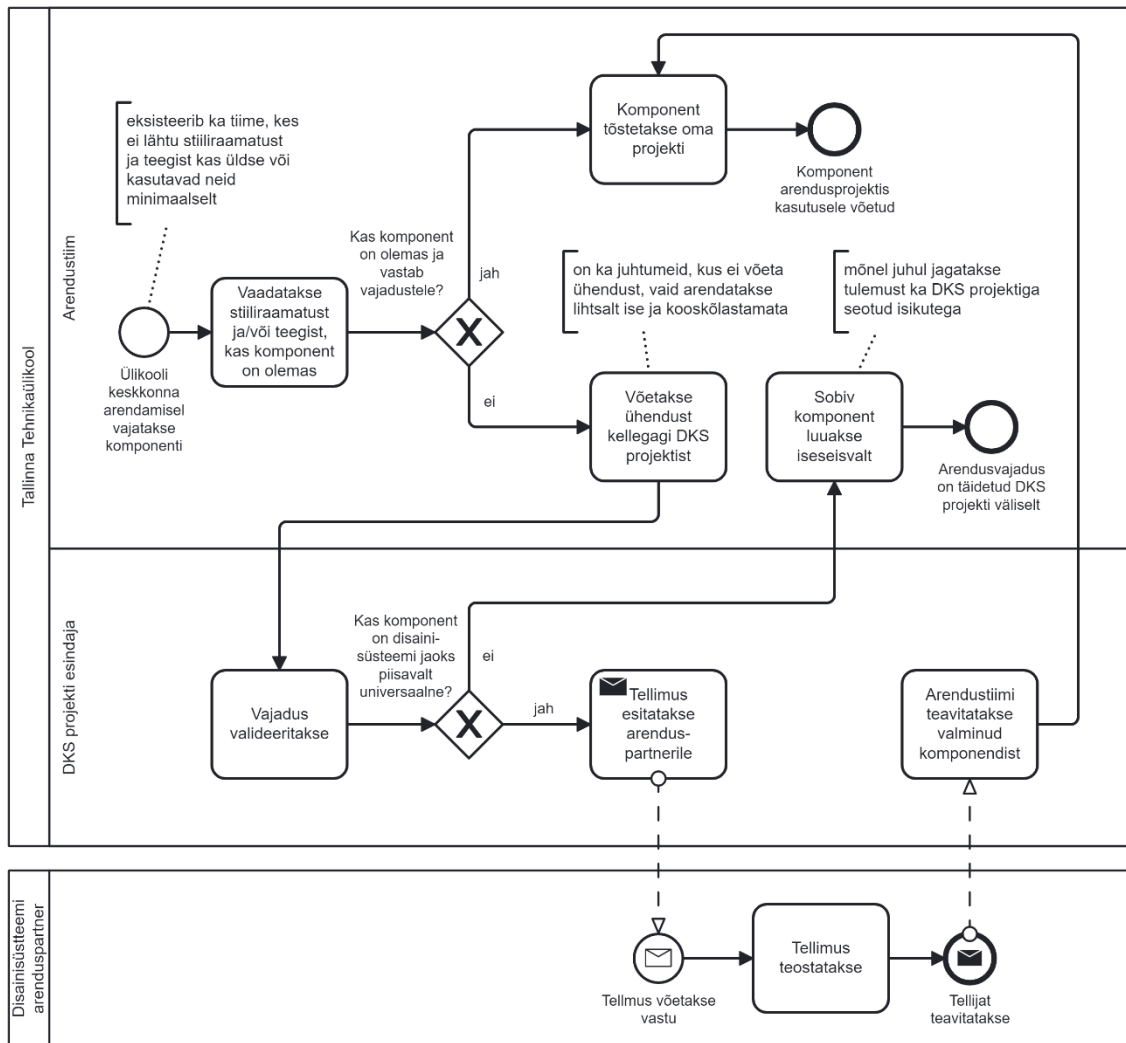 Tallinna Tehnikaülikool
Arendustiim
eksisteerib ka tiime, kes
ei lähtu stiiliraamatust
ja teegist kas üldse või
kasutavad neid
minimaalselt
Ülikooli
keskkonna
arendamisel
vajatakse
komponenti
Vaadatakse
stiiliraamatust
ja/või teegist,
kas komponent
on olemas
Kas komponent
on olemas ja
vastab
vajadustele?
jah
ei
Komponent
tõstetakse oma
projekti
Komponent
arendusprojektis
kasutusele võetud
on ka juhtumeid, kus ei võeta
ühendust, vaid arendatakse
lihtsalt ise ja kooskõlastamata
Võetakse
ühendust
kellegagi DKS
projektist
mõnel juhul jagatakse
tulemust ka DKS projektiga
seotud isikutega
Sobiv
komponent
luuakse
iseseisvalt
Arendusvajadus
on täidetud DKS
projekti väliselt
DKS projekti esindaja
Vajadus
valideeritakse
Kas komponent
on disaini-
süsteemi jaoks
piisavalt
universaalne?
ei
jah
Tellimus
esitatakse
arendus-
partnerile
Arendustiimi
teavitatakse
valminud
komponendist
Disainisüstteemi
arenduspartner
Tellmus võetakse
vastu
Tellimus
teostatakse
Tellijat
teavitatakse